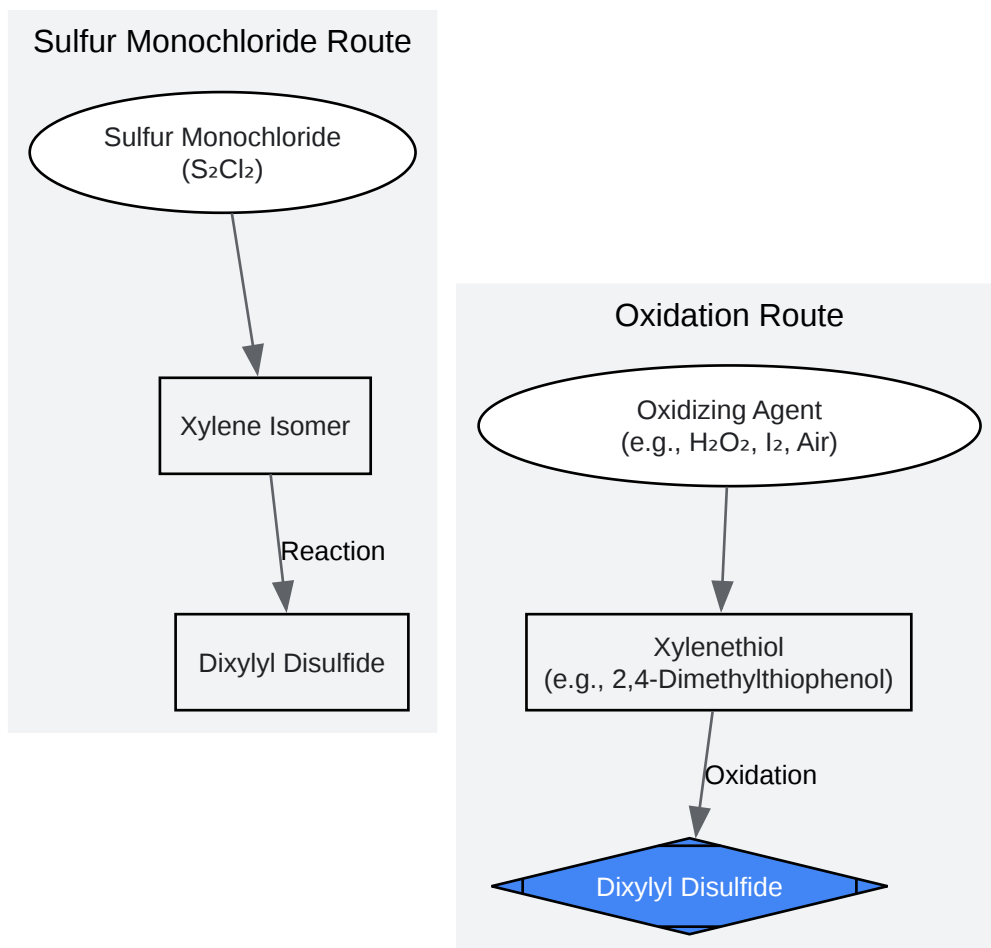 Sulfur Monochloride Route
Sulfur Monochloride
(S₂Cl₂)
Xylene Isomer
Reaction
Dixylyl Disulfide
Oxidation Route
Oxidizing Agent
(e.g., H₂O₂, I₂, Air)
Xylenethiol
(e.g., 2,4-Dimethylthiophenol)
Oxidation
Dixylyl Disulfide